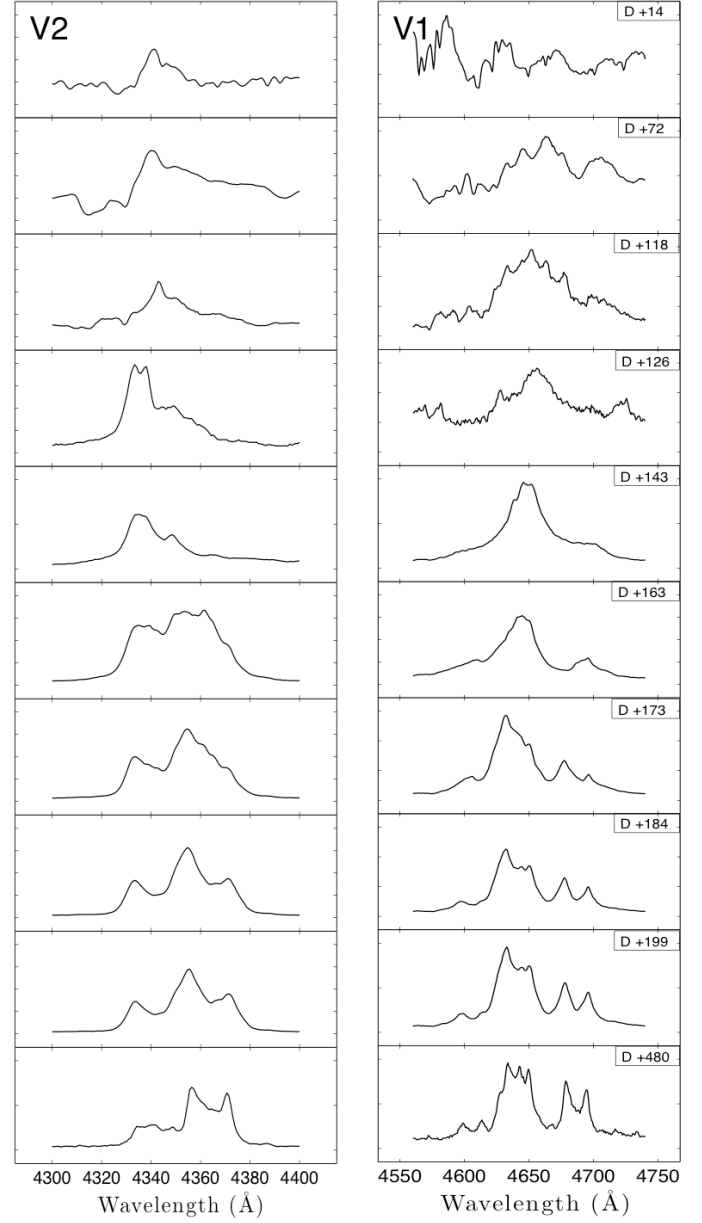 V2 V1
D +14
D +72
D +118
D +126
D +143
D +163
D +173
D +184
D +199
D +480
4300 4320 4340 4360 4380 4400 4550 4600 4650 4700 4750
Wavelength (Å) Wavelength (Å)